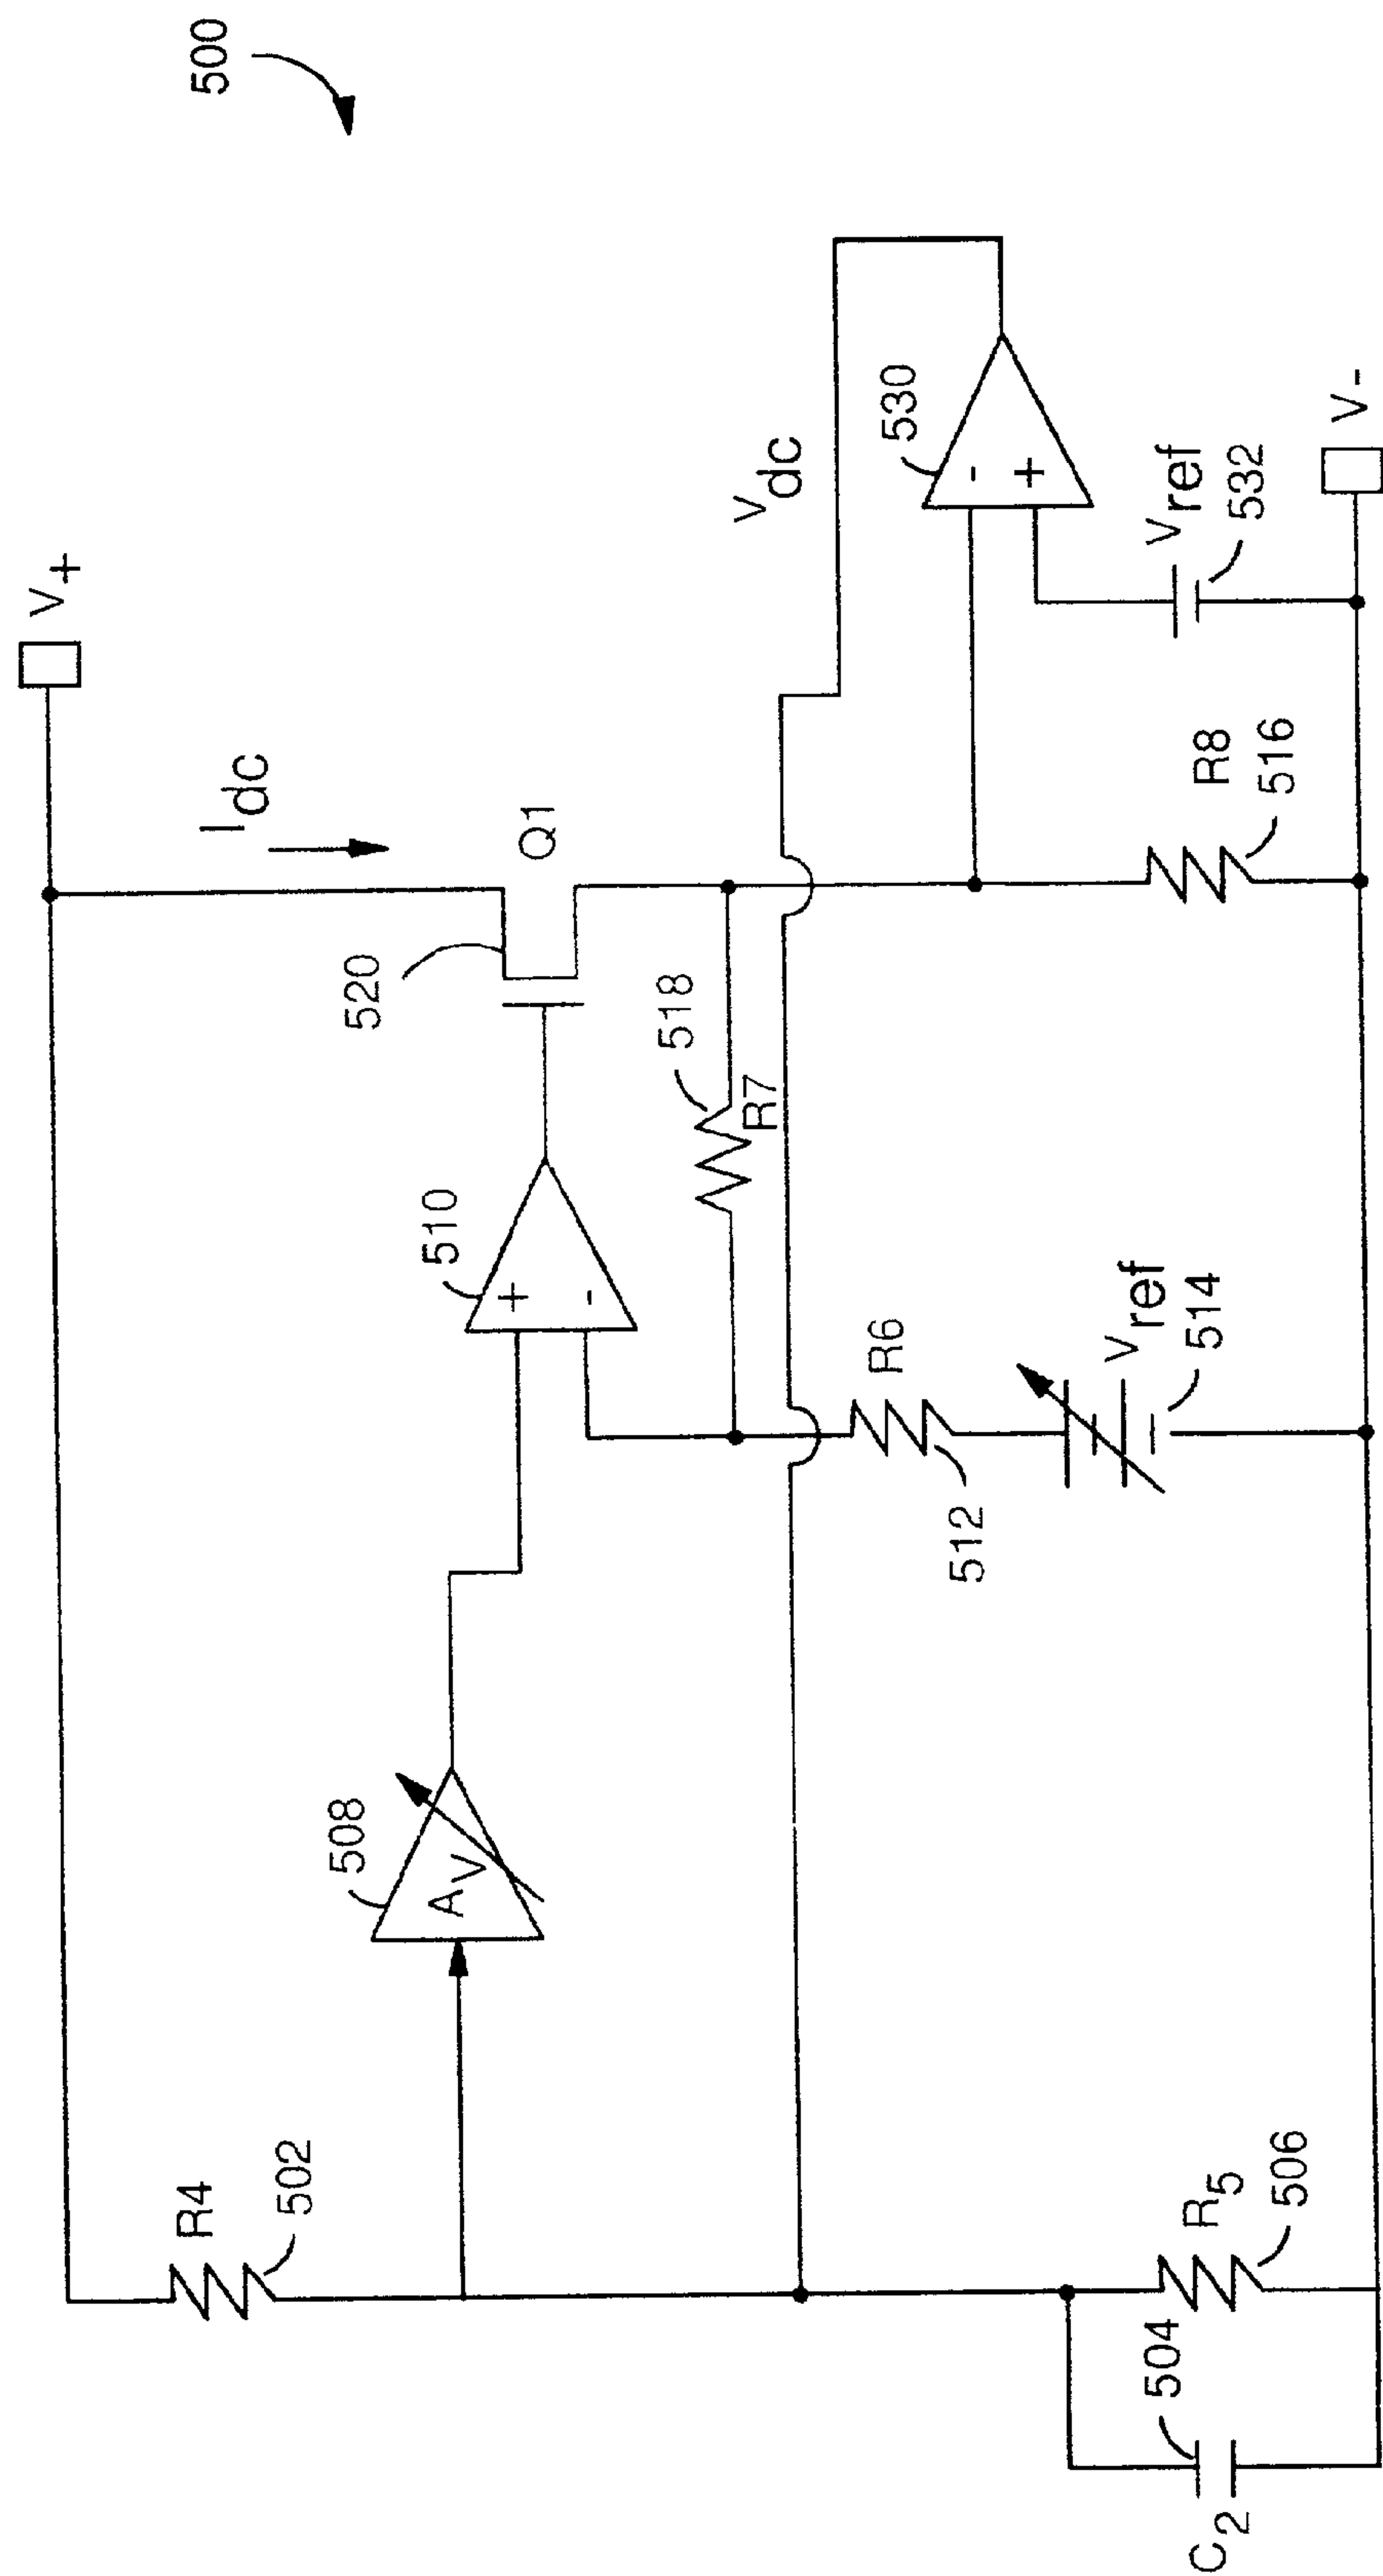 500
V+
Idc
Q1
520
518
R7
510
Vdc
530
- +
Vref
532
V-
R8
516
+ -
R6
512
Vref
514
508
AV
R4
502
R5
506
504
C2